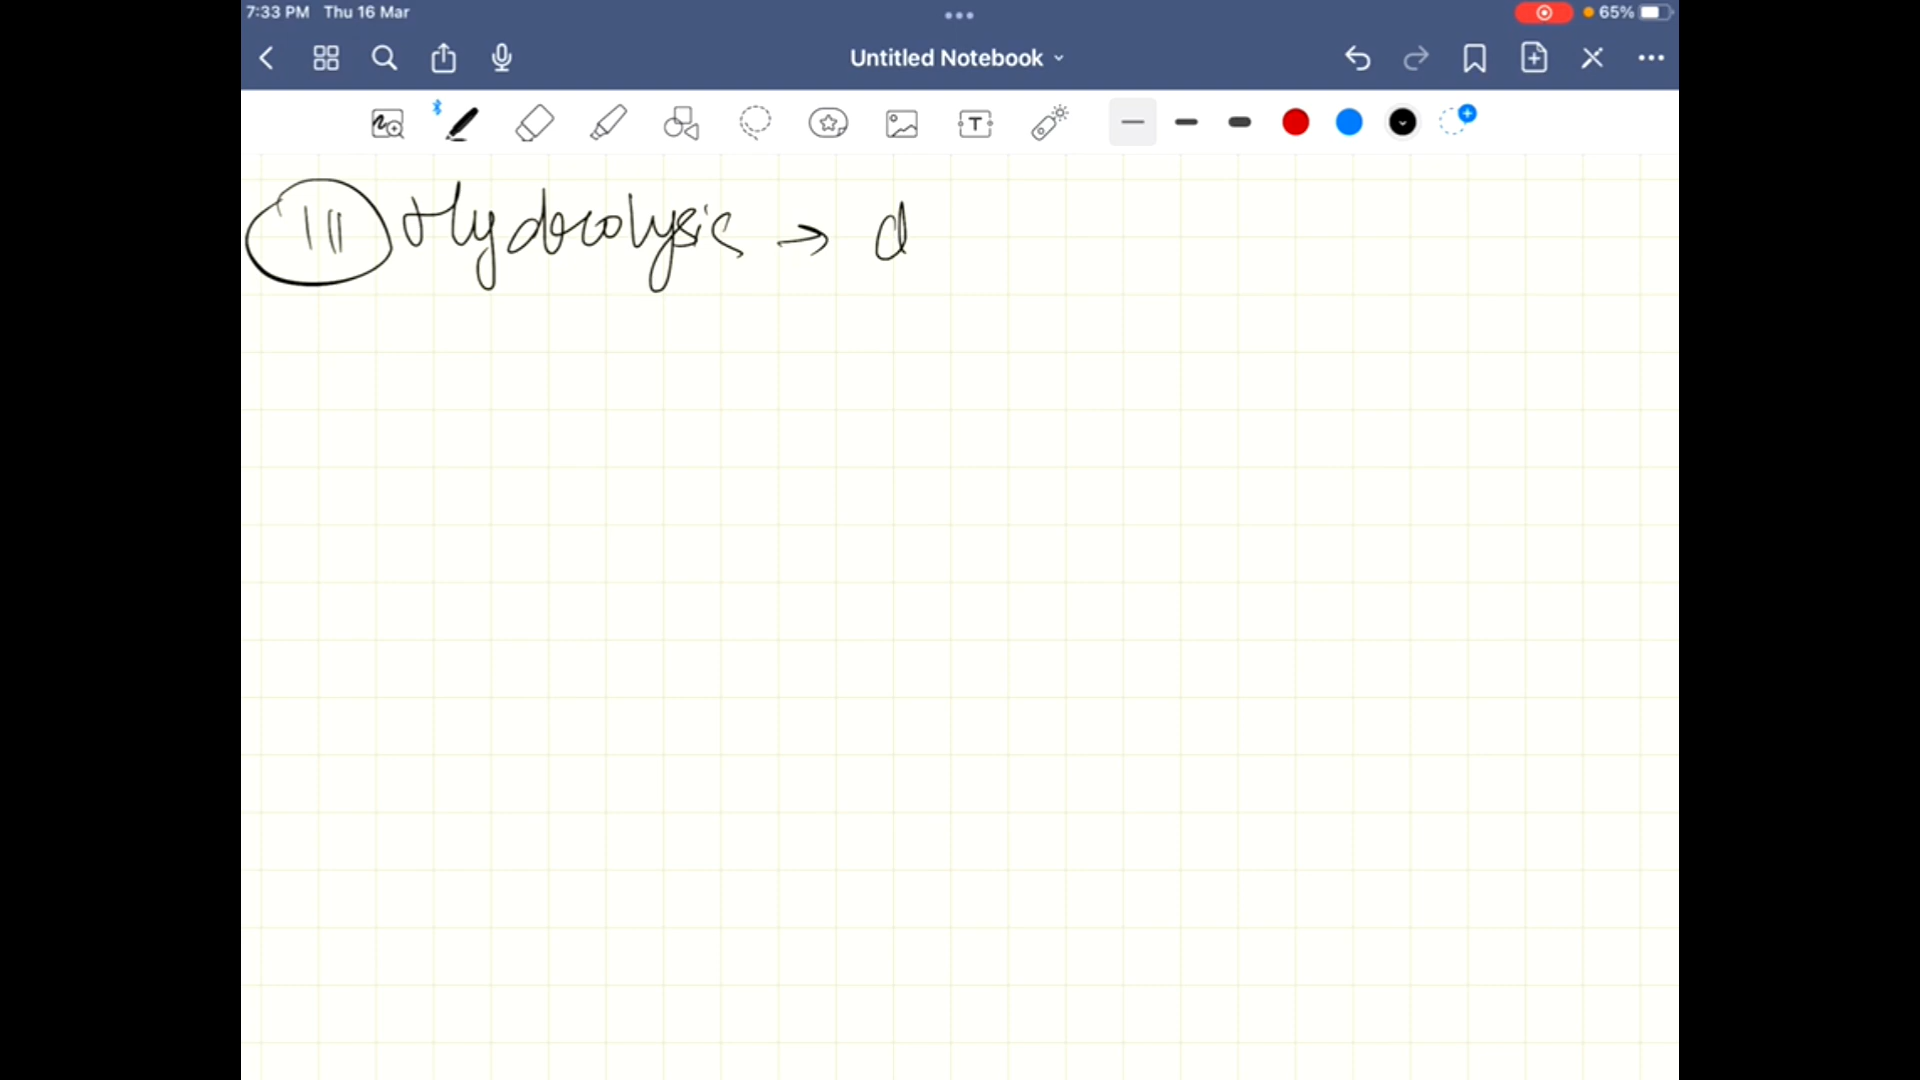 7:33 PM Thu 16 Mar
65%
Untitled Notebook
T
III Hydrolysis → d